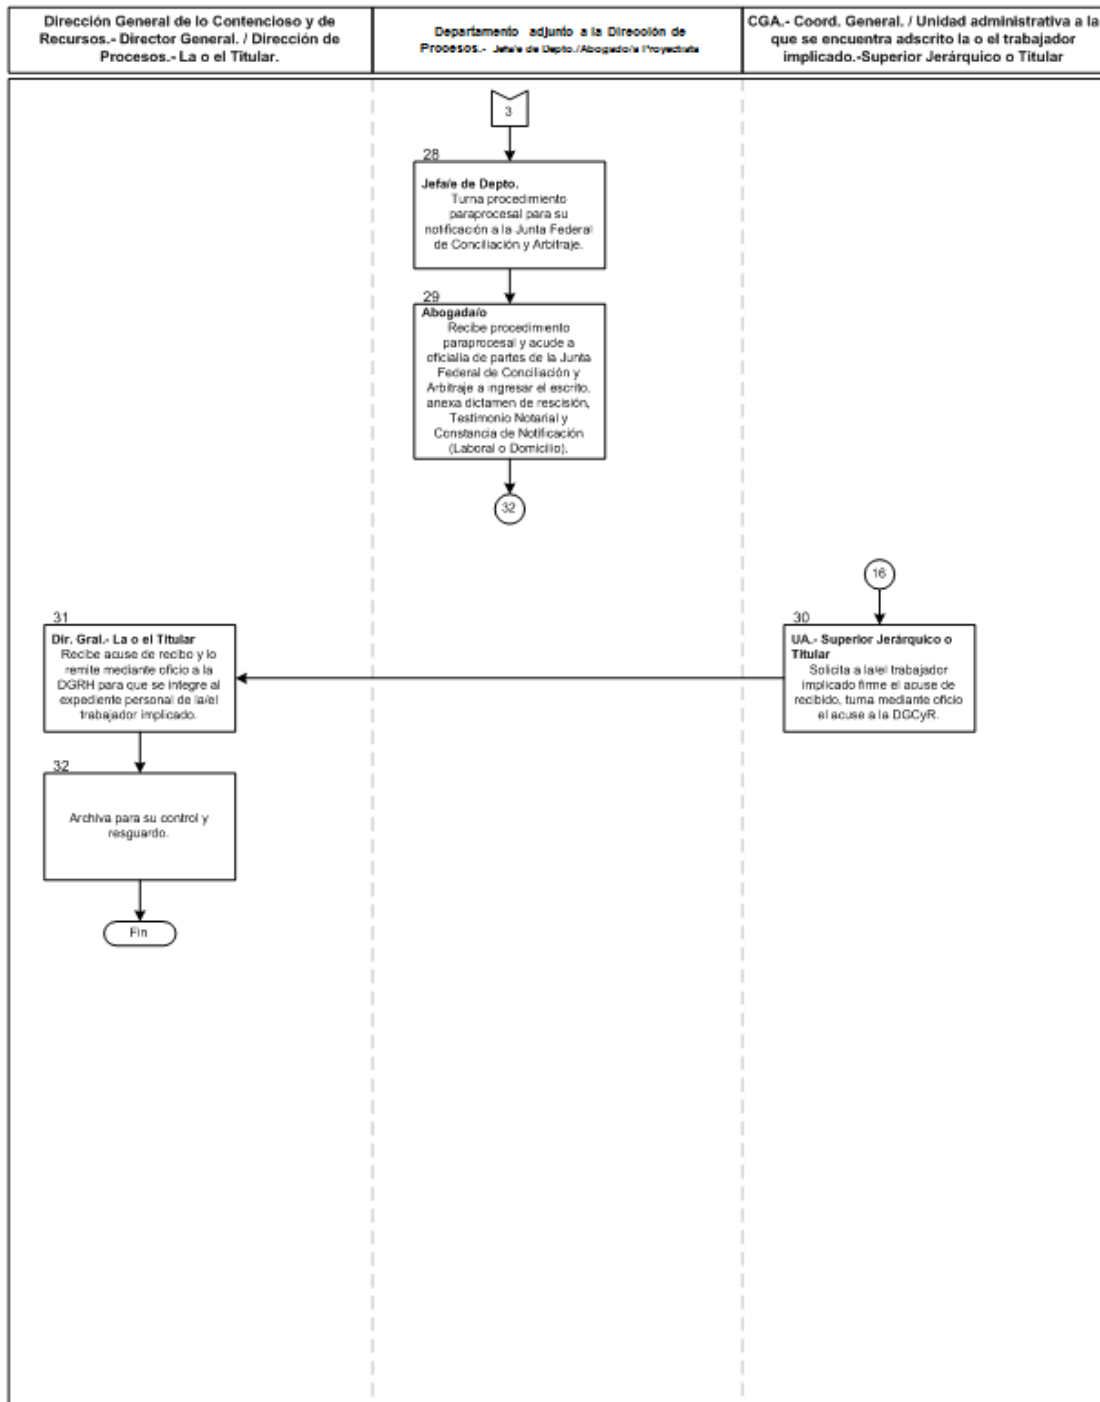 Dirección General de lo Contencioso y de
Recursos.- Director General. / Dirección de
Procesos.- La o el Titular.
Departamento adjunto a la Dirección de
Procesos.- Jefa/e de Depto./Abogado/a Proyectista
CGA.- Coord. General. / Unidad administrativa a la
que se encuentra adscrito la o el trabajador
implicado.-Superior Jerárquico o Titular
3
28
Jefa/e de Depto.
Turna procedimiento
paraprocesal para su
notificación a la Junta Federal
de Conciliación y Arbitraje.
29
Abogada/o
Recibe procedimiento
paraprocesal y acude a
oficialía de partes de la Junta
Federal de Conciliación y
Arbitraje a ingresar el escrito,
anexa dictamen de rescisión,
Testimonio Notarial y
Constancia de Notificación
(Laboral o Domicilio).
32
16
30
UA.- Superior Jerárquico o
Titular
Solicita a la/el trabajador
implicado firme el acuse de
recibido, turna mediante oficio
el acuse a la DGCyR.
31
Dir. Gral.- La o el Titular
Recibe acuse de recibo y lo
remite mediante oficio a la
DGRH para que se integre al
expediente personal de la/el
trabajador implicado.
32
Archiva para su control y
resguardo.
Fin